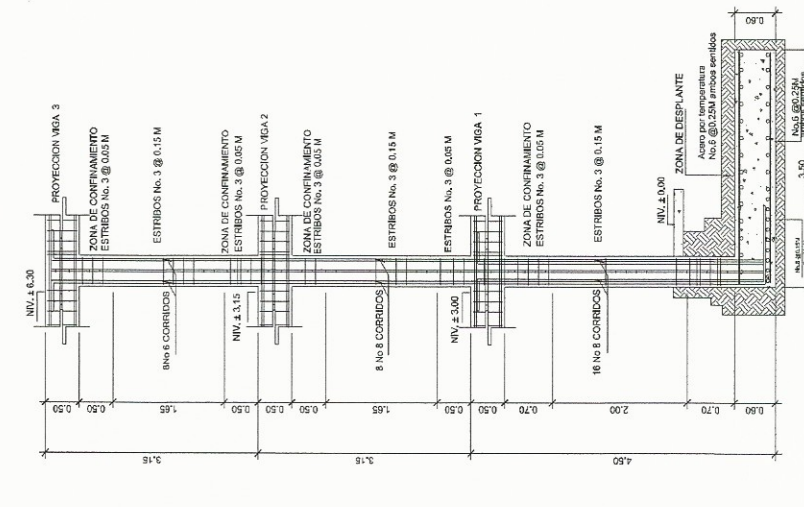 PROYECCION VIGA 3
NIV. ± 6.30
ZONA DE CONFINAMIENTO
ESTRIBOS No. 3 @ 0.05 M
ESTRIBOS No. 3 @ 0.15 M
8No 6 CORRIDOS
ZONA DE CONFINAMIENTO
ESTRIBOS No. 3 @ 0.05 M
NIV. ± 3,15
PROYECCION VIGA 2
ZONA DE CONFINAMIENTO
ESTRIBOS No. 3 @ 0.05 M
ESTRIBOS No. 3 @ 0.15 M
8 No 8 CORRIDOS
ESTRIBOS No. 3 @ 0.05 M
NIV. ± 3,00
PROYECCION VIGA 1
ZONA DE CONFINAMIENTO
ESTRIBOS No. 3 @ 0.05 M
ESTRIBOS No. 3 @ 0.15 M
16 No 8 CORRIDOS
NIV. ± 0,00
ZONA DE DESPLANTE
Acero por temperatura
No.6 @0.25M ambos sentidos
No.6 @0.25M
3.50
0.60
0.50
0.50
1.65
0.50
0.50
0.50
1.65
0.50
0.50
0.70
2.00
0.70
0.60
3.15
3.15
4.50